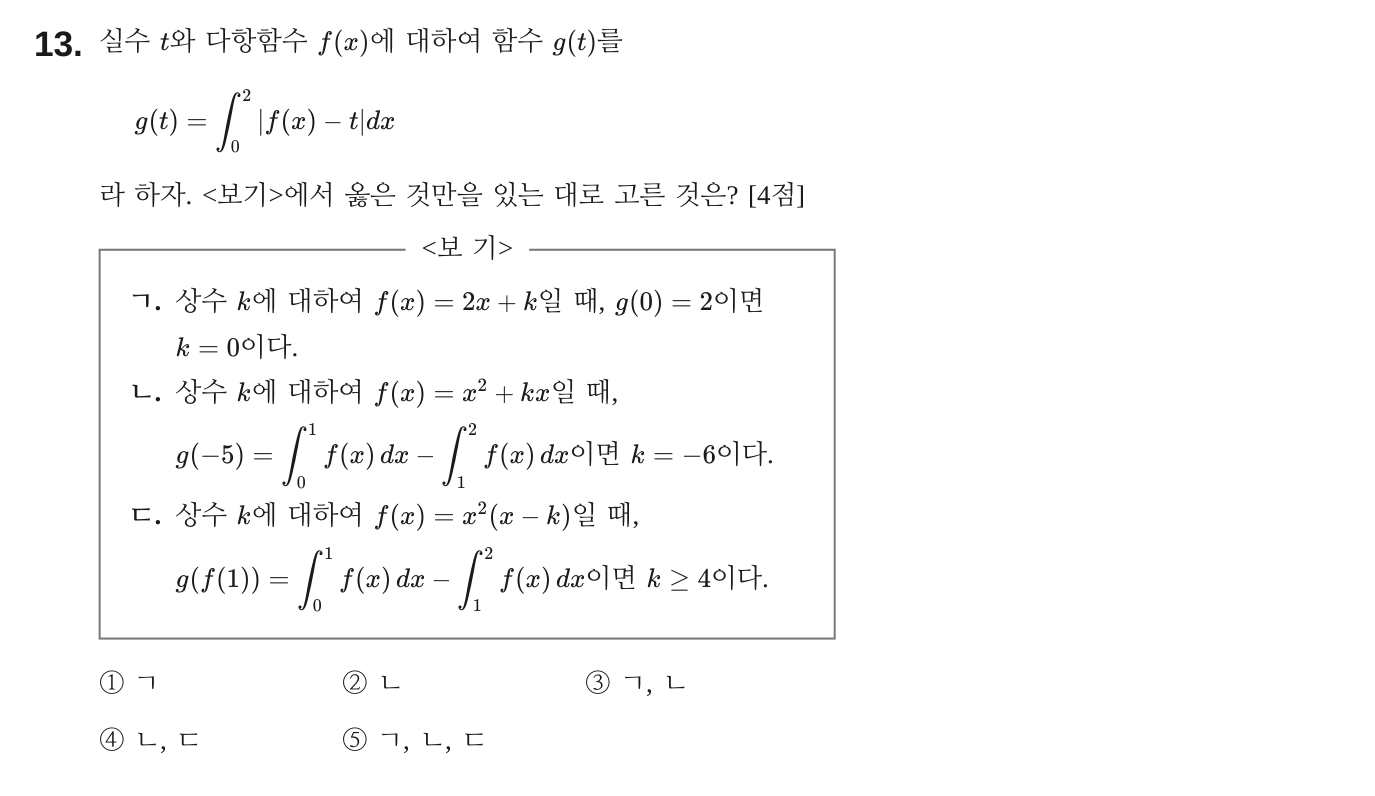 13. 실수 t와 다항함수 f(x)에 대하여 함수 g(t)를
g(t) = ∫₀² |f(x) − t|dx
라 하자. <보기>에서 옳은 것만을 있는 대로 고른 것은? [4점]
<보 기>
ㄱ. 상수 k에 대하여 f(x) = 2x + k일 때, g(0) = 2이면
k = 0이다.
ㄴ. 상수 k에 대하여 f(x) = x² + kx일 때,
g(−5) = ∫₀¹ f(x) dx − ∫₁² f(x) dx이면 k = −6이다.
ㄷ. 상수 k에 대하여 f(x) = x²(x − k)일 때,
g(f(1)) = ∫₀¹ f(x) dx − ∫₁² f(x) dx이면 k ≥ 4이다.
① ㄱ ② ㄴ ③ ㄱ, ㄴ
④ ㄴ, ㄷ ⑤ ㄱ, ㄴ, ㄷ